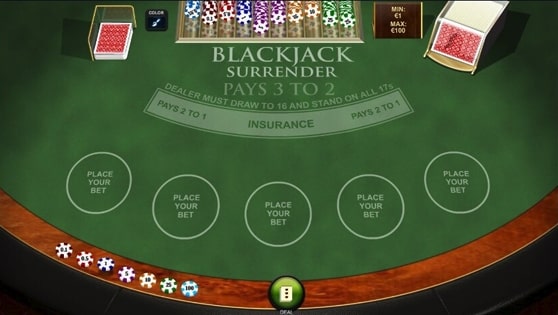 COLOR
MIN:
€1
MAX:
€100
BLACKJACK
SURRENDER
PAYS 3 TO 2
DEALER MUST DRAW TO 16 AND STAND ON ALL 17s
PAYS 2 TO 1
INSURANCE
PAYS 2 TO 1
PLACE
YOUR
BET
PLACE
YOUR
BET
PLACE
YOUR
BET
PLACE
YOUR
BET
PLACE
YOUR
BET
100
DEAL